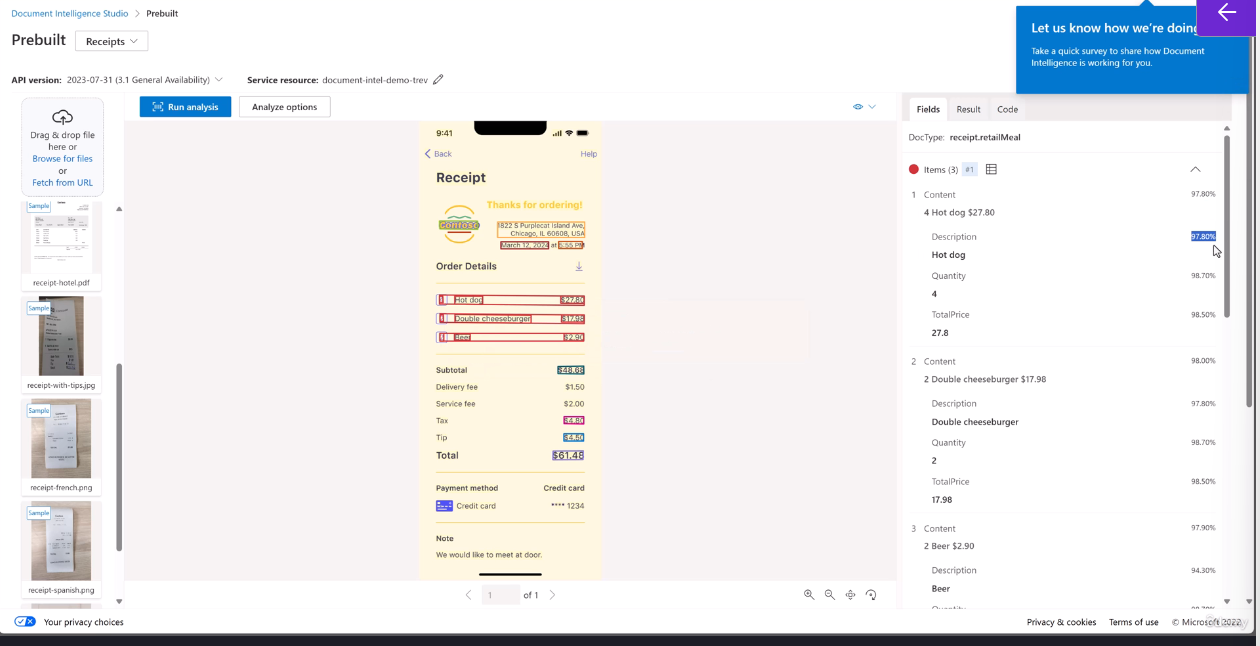 Document Intelligence Studio > Prebuilt
Prebuilt Receipts
Let us know how we're doing
Take a quick survey to share how Document
Intelligence is working for you.
API version: 2023-07-31 (3.1 General Availability) Service resource: document-intel-demo-trev
Drag & drop file
here or
Browse for files
or
Fetch from URL
Run analysis Analyze options
Sample
receipt-hotel.pdf
Sample
receipt-with-tips.jpg
Sample
receipt-french.png
Sample
receipt-spanish.png
9:41
Back Help
Receipt
Thanks for ordering!
Contoso
1822 S Purplecat Island Ave,
Chicago, IL 60608, USA
March 12, 2024 at 5:55 PM
Order Details
Hot dog $27.80
Double cheeseburger $17.98
Beer $2.90
Subtotal $48.68
Delivery fee $1.50
Service fee $2.00
Tax $4.80
Tip $4.50
Total $61.48
Payment method Credit card
Credit card **** 1234
Note
We would like to meet at door.
1 of 1
Fields Result Code
DocType: receipt.retailMeal
Items (3) #1
1 Content 97.80%
4 Hot dog $27.80
Description 97.80%
Hot dog
Quantity 98.70%
4
TotalPrice 98.50%
27.8
2 Content 98.00%
2 Double cheeseburger $17.98
Description 97.80%
Double cheeseburger
Quantity 98.70%
2
TotalPrice 98.50%
17.98
3 Content 97.90%
2 Beer $2.90
Description 94.30%
Beer
Your privacy choices
Privacy & cookies Terms of use © Microsoft 2022